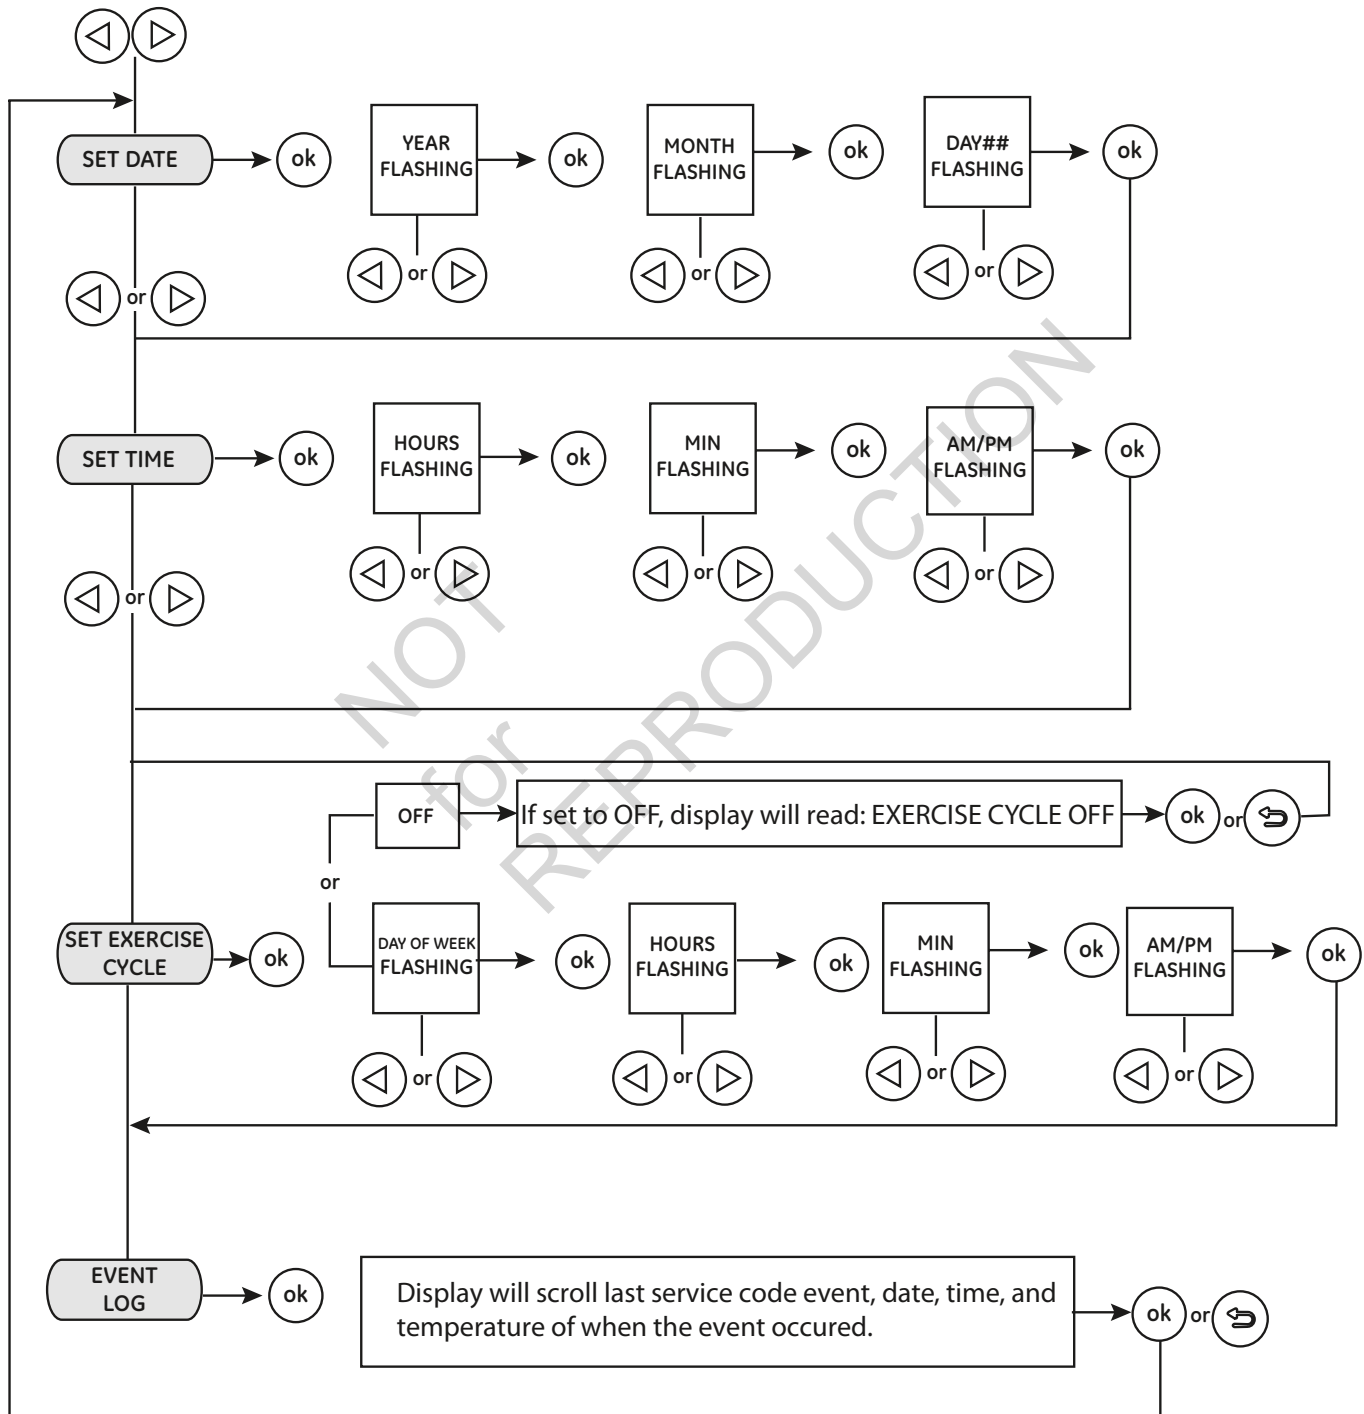 SET DATE
ok
YEAR
FLASHING
ok
MONTH
FLASHING
ok
DAY##
FLASHING
ok
or
or
or
or
SET TIME
ok
HOURS
FLASHING
ok
MIN
FLASHING
ok
AM/PM
FLASHING
ok
or
or
or
or
NOT
for
REPRODUCTION
OFF
If set to OFF, display will read: EXERCISE CYCLE OFF
ok
or
or
SET EXERCISE
CYCLE
ok
DAY OF WEEK
FLASHING
ok
HOURS
FLASHING
ok
MIN
FLASHING
ok
AM/PM
FLASHING
ok
or
or
or
or
EVENT
LOG
ok
Display will scroll last service code event, date, time, and
temperature of when the event occured.
ok
or